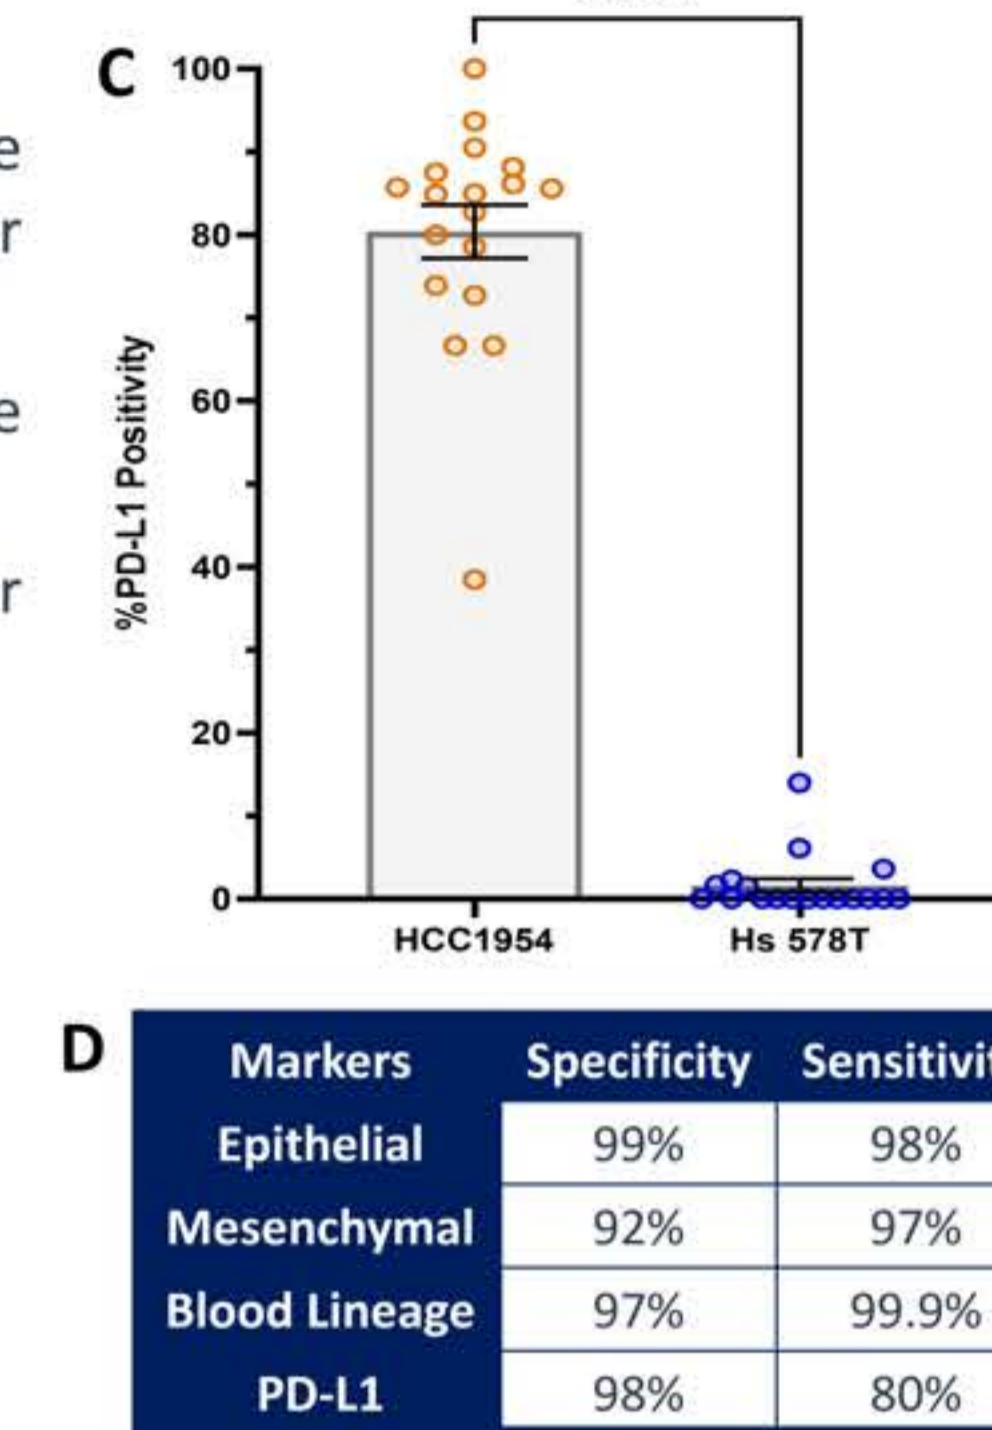 C
100
80
60
40
20
0
%PD-L1 Positivity
HCC1954
Hs 578T
e
r
e
r
D
Markers Specificity
Epithelial 99% 98%
Mesenchymal 92% 97%
Blood Lineage 97% 99.9%
PD-L1 98% 80%